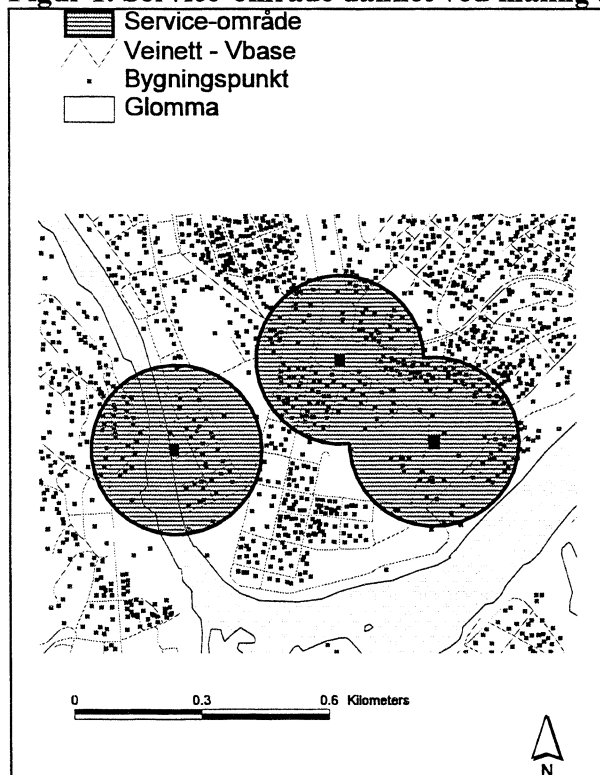 Service-område
Veinett - Vbase
Bygningspunkt
Glomma
0 0.3 0.6 Kilometers
N